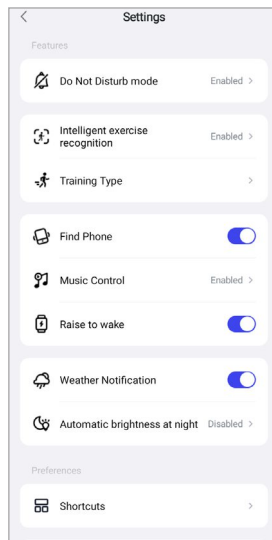 Settings
Features
Do Not Disturb mode Enabled
Intelligent exercise
recognition Enabled
Training Type
Find Phone
Music Control Enabled
Raise to wake
Weather Notification
Automatic brightness at night Disabled
Preferences
Shortcuts